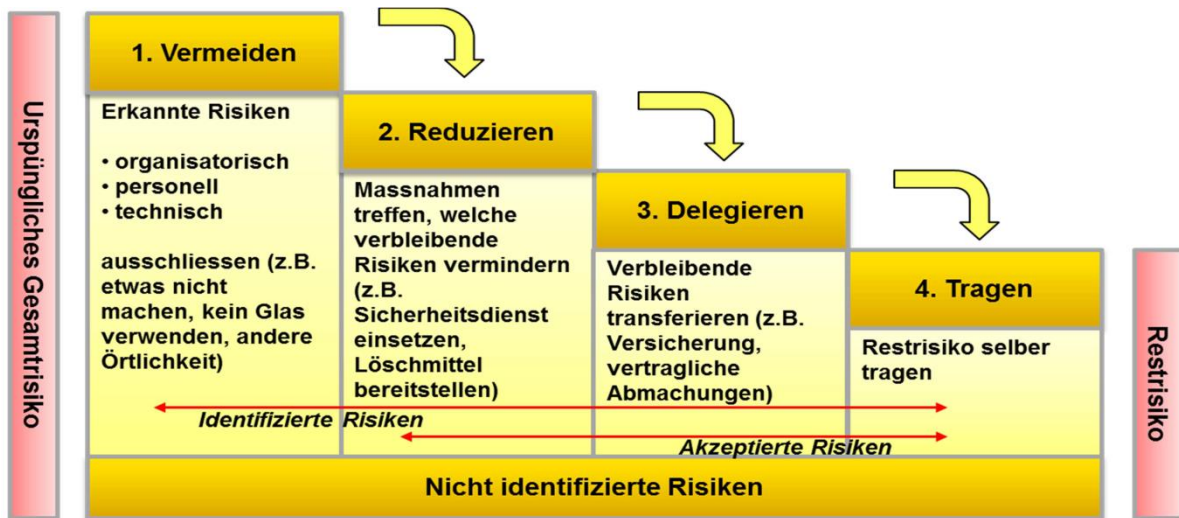 Urspüngliches Gesamtrisiko
1. Vermeiden
Erkannte Risiken
• organisatorisch
• personell
• technisch
ausschliessen (z.B.
etwas nicht
machen, kein Glas
verwenden, andere
Örtlichkeit)
2. Reduzieren
Massnahmen
treffen, welche
verbleibende
Risiken vermindern
(z.B.
Sicherheitsdienst
einsetzen,
Löschmittel
bereitstellen)
3. Delegieren
Verbleibende
Risiken
transferieren (z.B.
Versicherung,
vertragliche
Abmachungen)
4. Tragen
Restrisiko selber
tragen
Identifizierte Risiken
Akzeptierte Risiken
Nicht identifizierte Risiken
Restrisiko